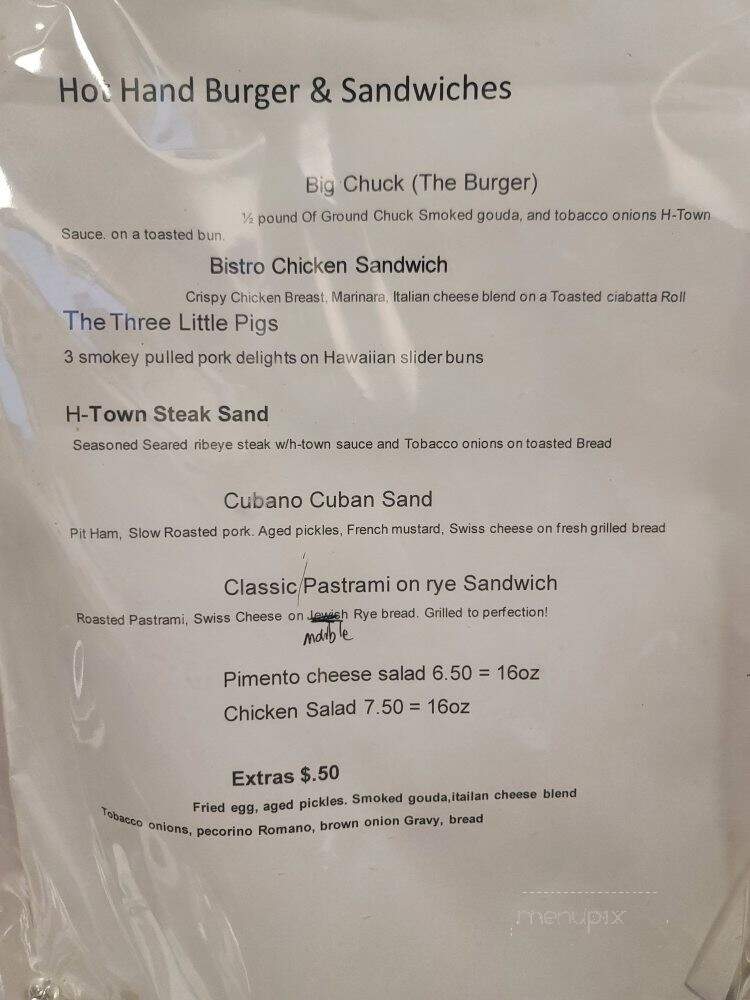 Hot Hand Burger & Sandwiches
Big Chuck (The Burger)
½ pound Of Ground Chuck Smoked gouda, and tobacco onions H-Town
Sauce. on a toasted bun.
Bistro Chicken Sandwich
Crispy Chicken Breast, Marinara, Italian cheese blend on a Toasted ciabatta Roll
The Three Little Pigs
3 smokey pulled pork delights on Hawaiian slider buns
H-Town Steak Sand
Seasoned Seared ribeye steak w/h-town sauce and Tobacco onions on toasted Bread
Cubano Cuban Sand
Pit Ham, Slow Roasted pork. Aged pickles, French mustard, Swiss cheese on fresh grilled bread
Classic/Pastrami on rye Sandwich
Roasted Pastrami, Swiss Cheese on Jewish Rye bread. Grilled to perfection!
marble
Pimento cheese salad 6.50 = 16oz
Chicken Salad 7.50 = 16oz
Extras $.50
Fried egg, aged pickles. Smoked gouda,itailan cheese blend
Tobacco onions, pecorino Romano, brown onion Gravy, bread
menupix